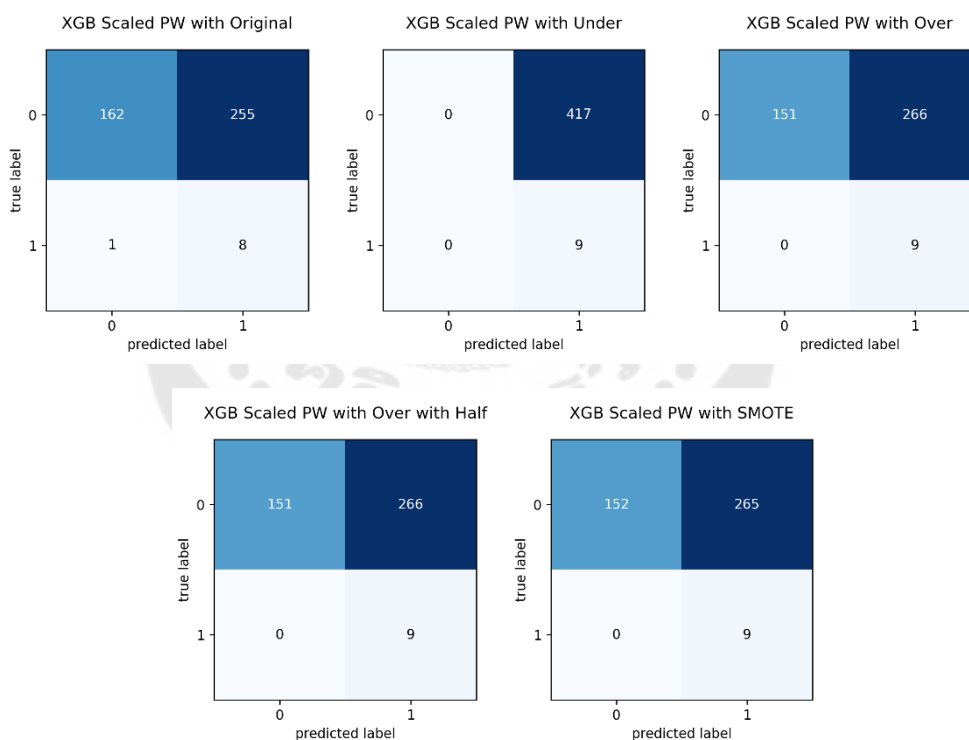 XGB Scaled PW with Original
0
162
255
true label
1
1
8
0
1
predicted label
XGB Scaled PW with Under
0
0
417
true label
1
0
9
0
1
predicted label
XGB Scaled PW with Over
0
151
266
true label
1
0
9
0
1
predicted label
XGB Scaled PW with Over with Half
0
151
266
true label
1
0
9
0
1
predicted label
XGB Scaled PW with SMOTE
0
152
265
true label
1
0
9
0
1
predicted label